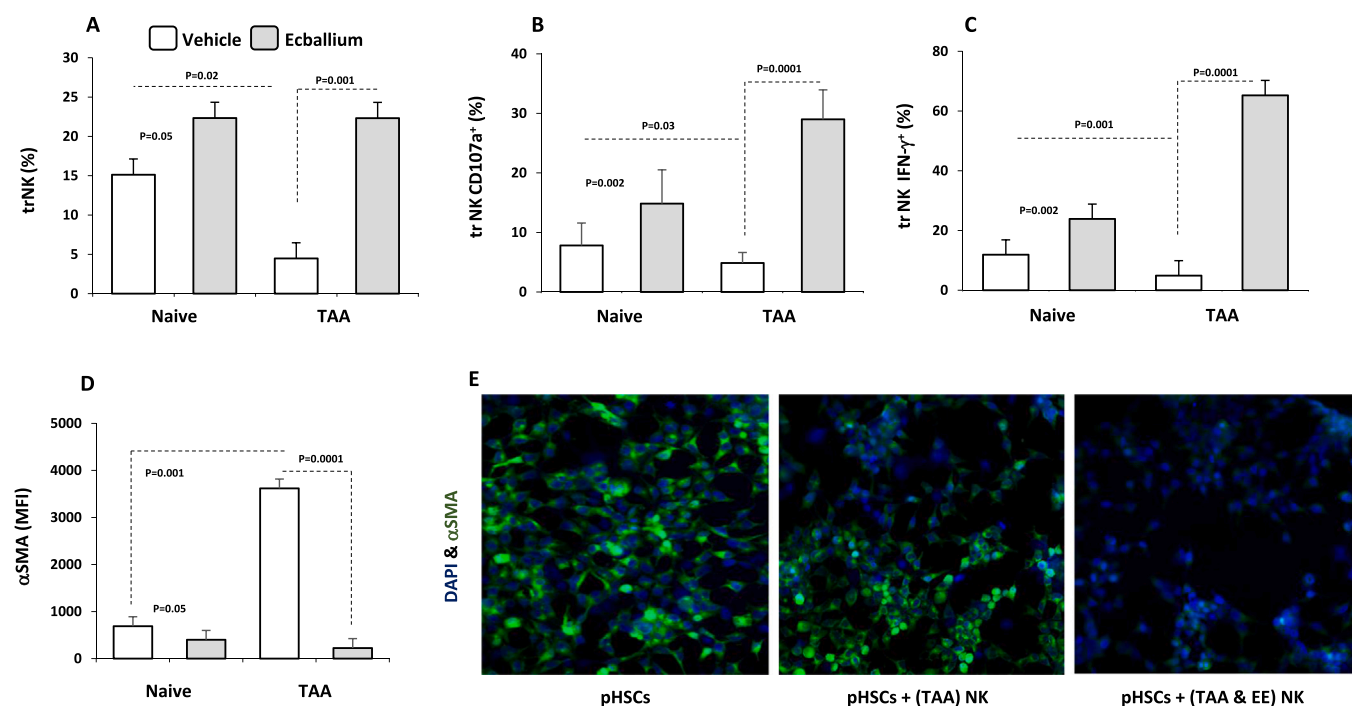 A
Vehicle
Ecballium
trNK (%)
30
25
20
15
10
5
0
P=0.02
P=0.001
P=0.05
Naive
TAA
B
tr NK CD107a⁺ (%)
40
30
20
10
0
P=0.0001
P=0.03
P=0.002
Naive
TAA
C
tr NK IFN-γ⁺ (%)
80
60
40
20
0
P=0.0001
P=0.001
P=0.002
Naive
TAA
D
αSMA (MFI)
5000
4000
3000
2000
1000
0
P=0.001
P=0.0001
P=0.05
Naive
TAA
E
DAPI & αSMA
pHSCs
pHSCs + (TAA) NK
pHSCs + (TAA & EE) NK